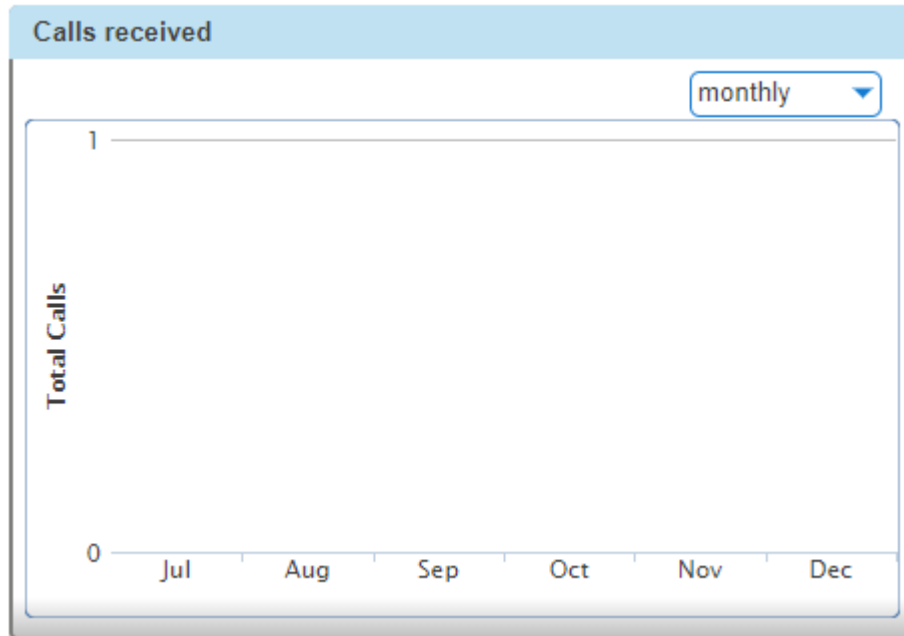 Calls received
monthly
1
Total Calls
0
Jul Aug Sep Oct Nov Dec